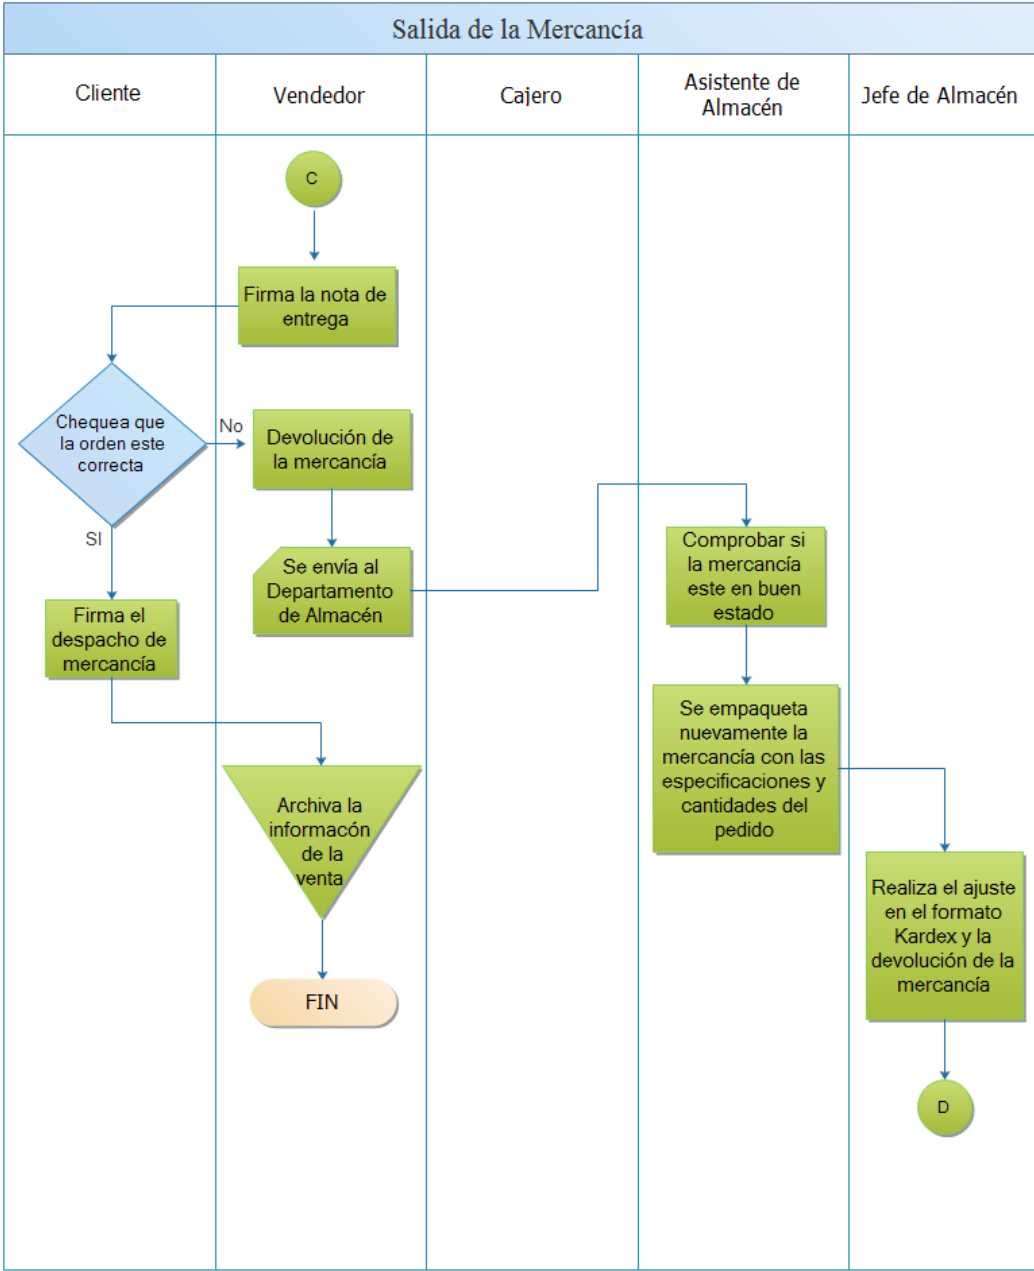 Salida de la Mercancía
Cliente
Vendedor
Cajero
Asistente de
Almacén
Jefe de Almacén
C
Firma la nota de
entrega
Chequea que
la orden este
correcta
No
Devolución de
la mercancía
SI
Se envía al
Departamento
de Almacén
Comprobar si
la mercancía
este en buen
estado
Firma el
despacho de
mercancía
Se empaqueta
nuevamente la
mercancía con las
especificaciones y
cantidades del
pedido
Archiva la
informacón
de la
venta
Realiza el ajuste
en el formato
Kardex y la
devolución de la
mercancía
FIN
D